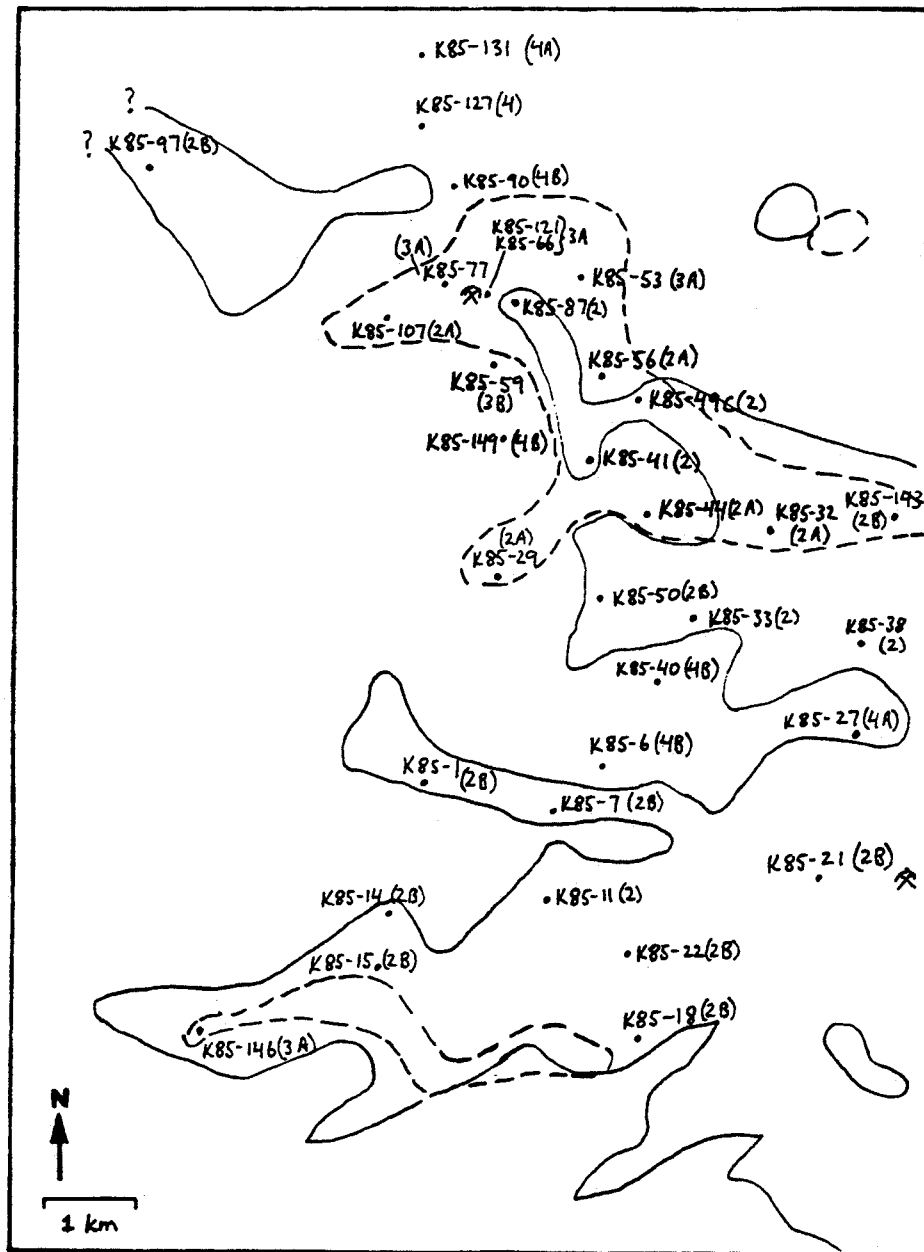 K85-131 (4A)
K85-127 (4)
?
? K85-97 (2B)
K85-90 (4B)
K85-121
K85-66 } 3A
(3A)
K85-77
K85-53 (3A)
K85-87 (2)
K85-107 (2A)
K85-56 (2A)
K85-59
(3B)
K85-49c (2)
K85-149 (4B)
K85-41 (2)
K85-193
(2B)
K85-44 (2A)
K85-32
(2A)
(2A)
K85-29
K85-50 (2B)
K85-33 (2)
K85-38
(2)
K85-40 (4B)
K85-27 (4A)
K85-6 (4B)
K85-1
(2B)
K85-7 (2B)
K85-21 (2B)
K85-14 (2B)
K85-11 (2)
K85-15 (2B)
K85-22 (2B)
K85-18 (2B)
K85-146 (3A)
N
1 km